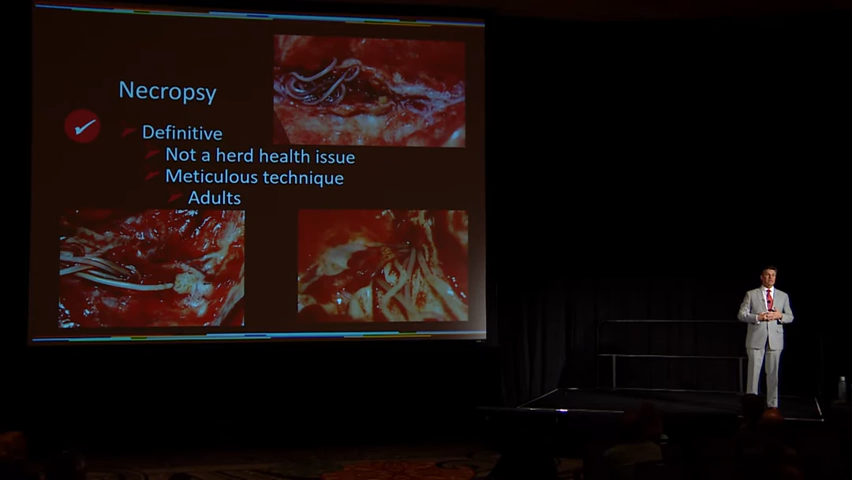 Necropsy
Definitive
Not a herd health issue
Meticulous technique
Adults